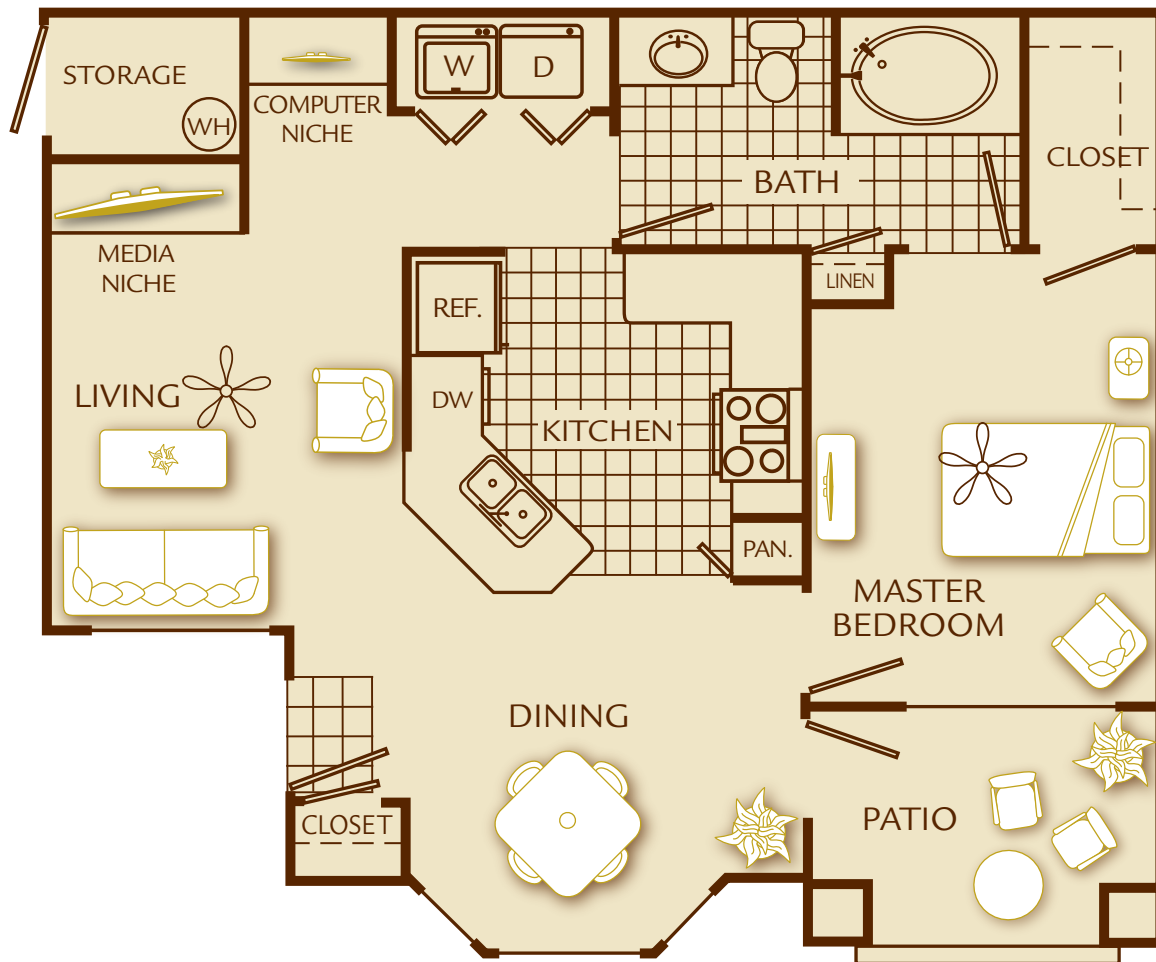 STORAGE
WH
COMPUTER
NICHE
W
D
BATH
CLOSET
MEDIA
NICHE
LINEN
REF.
LIVING
DW
KITCHEN
PAN.
MASTER
BEDROOM
DINING
CLOSET
PATIO